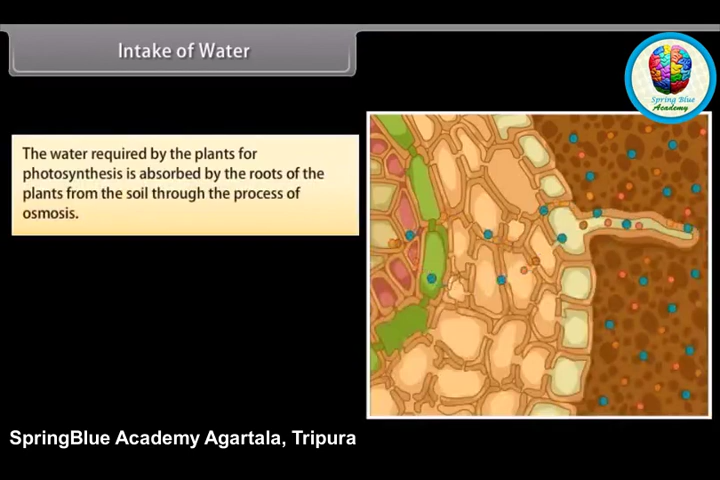 Intake of Water
Spring Blue
Academy
The water required by the plants for
photosynthesis is absorbed by the roots of the
plants from the soil through the process of
osmosis.
SpringBlue Academy Agartala, Tripura